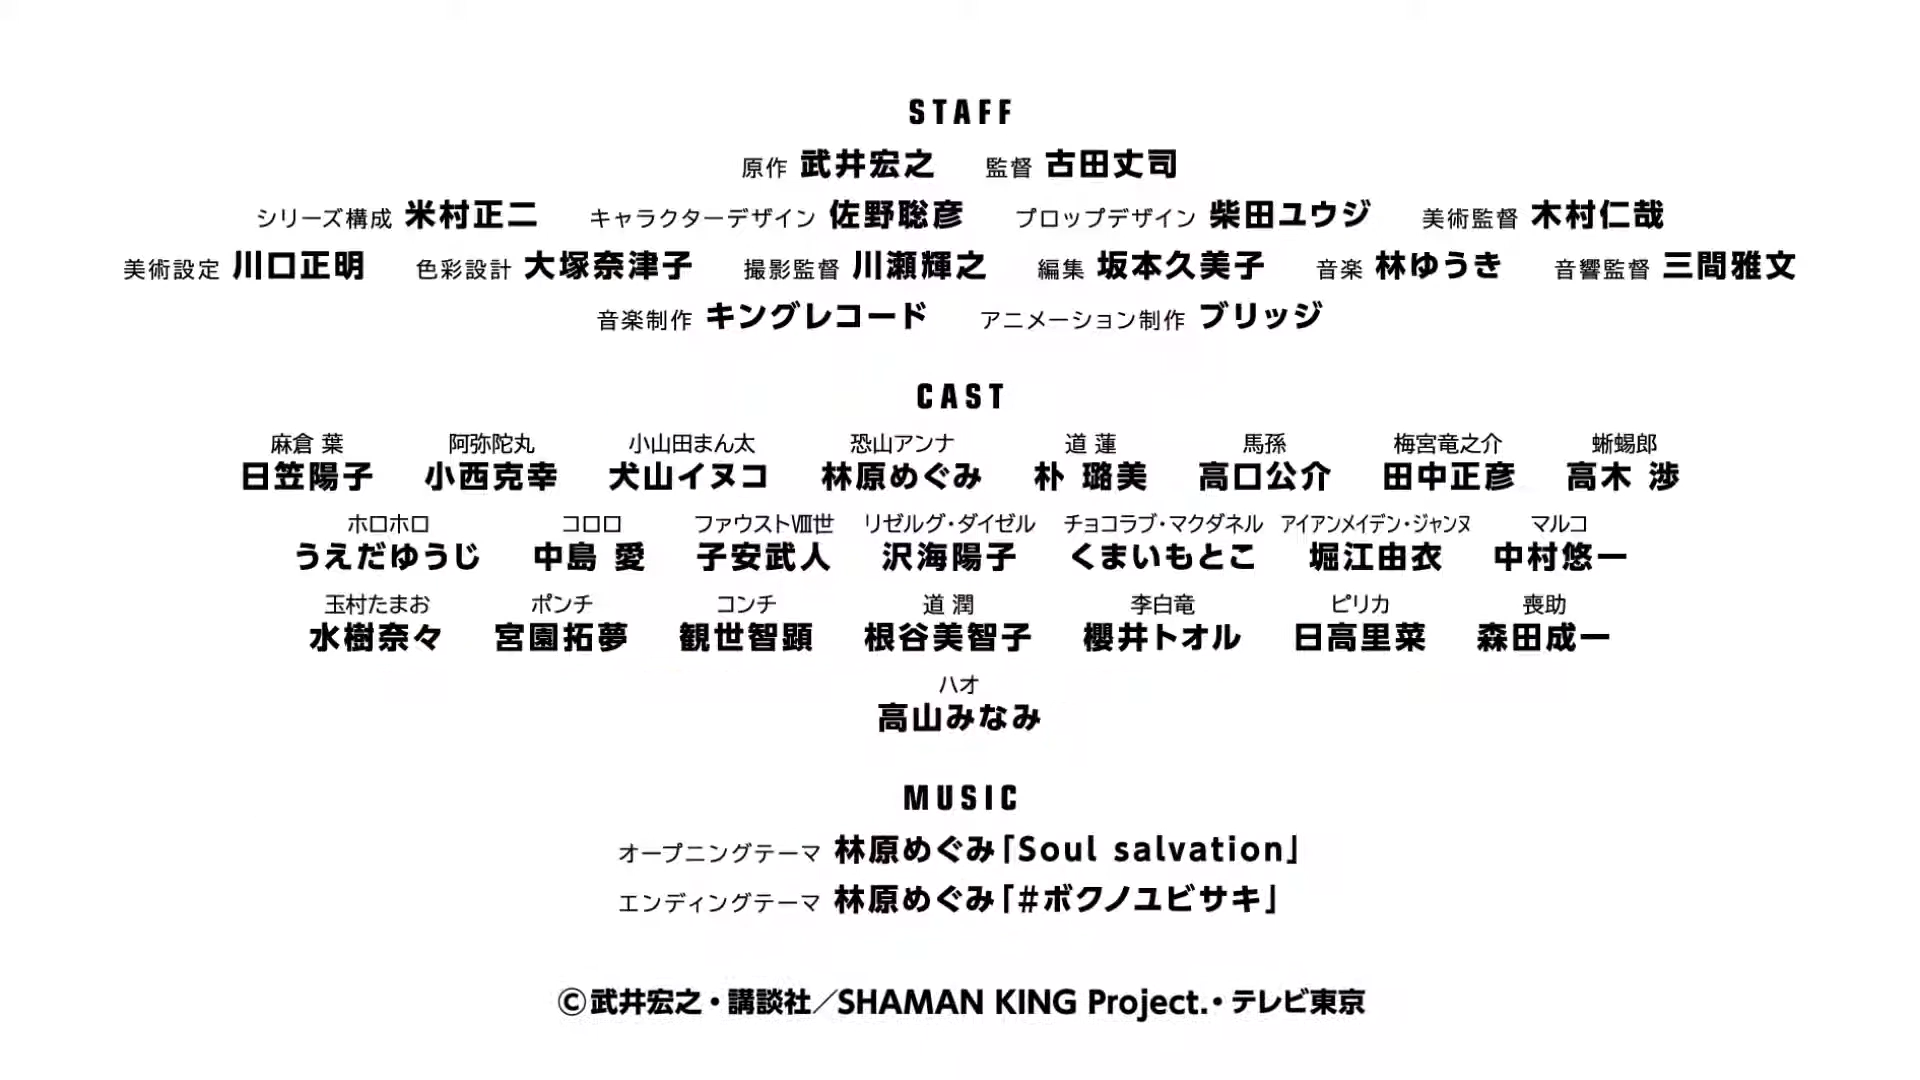 STAFF
原作 武井宏之 監督 古田丈司
シリーズ構成 米村正二 キャラクターデザイン 佐野聡彦 プロップデザイン 柴田ユウジ 美術監督 木村仁哉
美術設定 川口正明 色彩設計 大塚奈津子 撮影監督 川瀬輝之 編集 坂本久美子 音楽 林ゆうき 音響監督 三間雅文
音楽制作 キングレコード アニメーション制作 ブリッジ
CAST
麻倉 葉 阿弥陀丸 小山田まん太 恐山アンナ 道 蓮 馬孫 梅宮竜之介 蜥蜴郎
日笠陽子 小西克幸 犬山イヌコ 林原めぐみ 朴 璐美 高口公介 田中正彦 高木 渉
ホロホロ コロロ ファウストⅧ世 リゼルグ・ダイゼル チョコラブ・マクダネル アイアンメイデン・ジャンヌ マルコ
うえだゆうじ 中島 愛 子安武人 沢海陽子 くまいもとこ 堀江由衣 中村悠一
玉村たまお ポンチ コンチ 道 潤 李白竜 ピリカ 喪助
水樹奈々 宮園拓夢 観世智顕 根谷美智子 櫻井トオル 日高里菜 森田成一
ハオ
高山みなみ
MUSIC
オープニングテーマ 林原めぐみ「Soul salvation」
エンディングテーマ 林原めぐみ「#ボクノユビサキ」
©武井宏之・講談社／SHAMAN KING Project.・テレビ東京